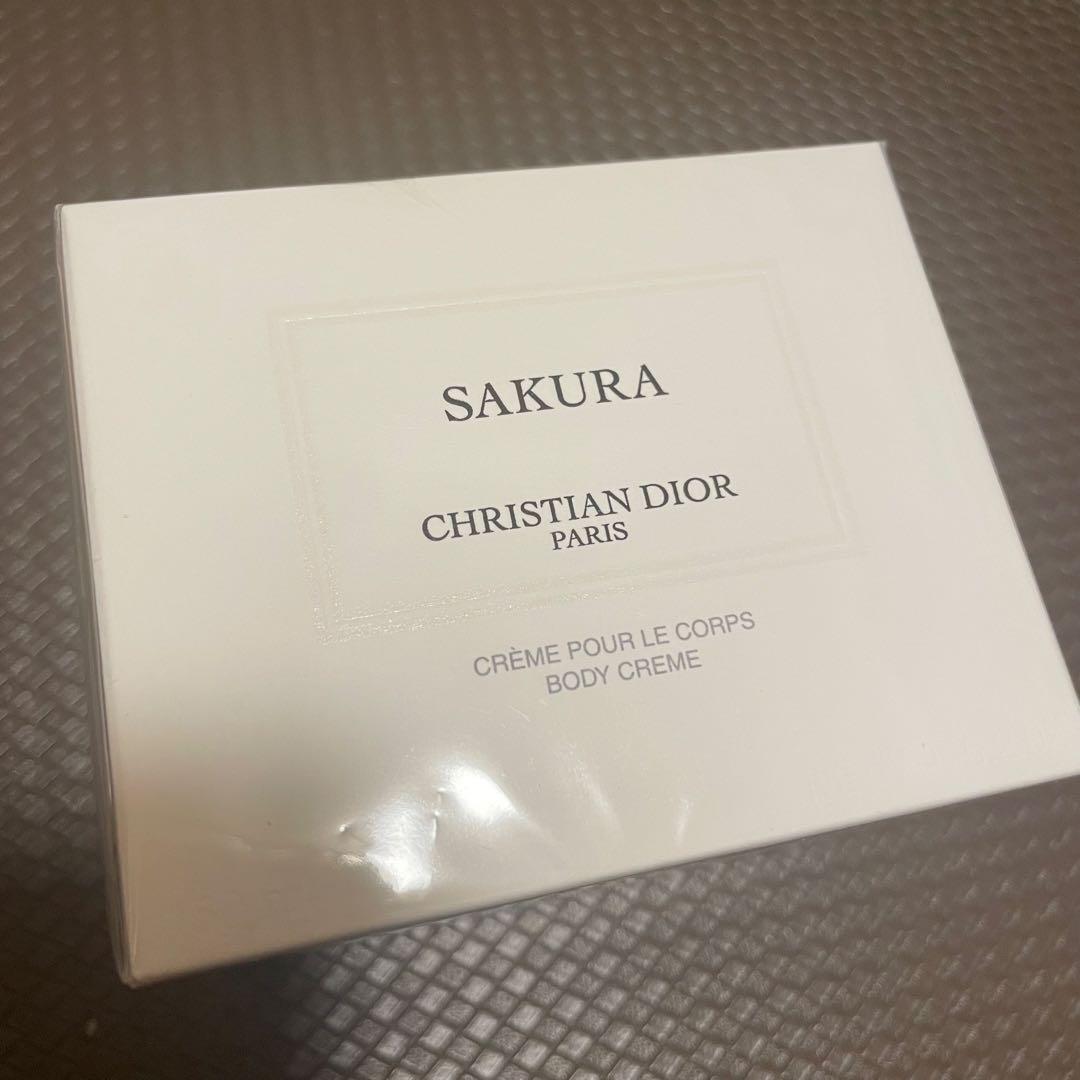 SAKURA
CHRISTIAN DIOR
PARIS
CRÈME POUR LE CORPS
BODY CREME